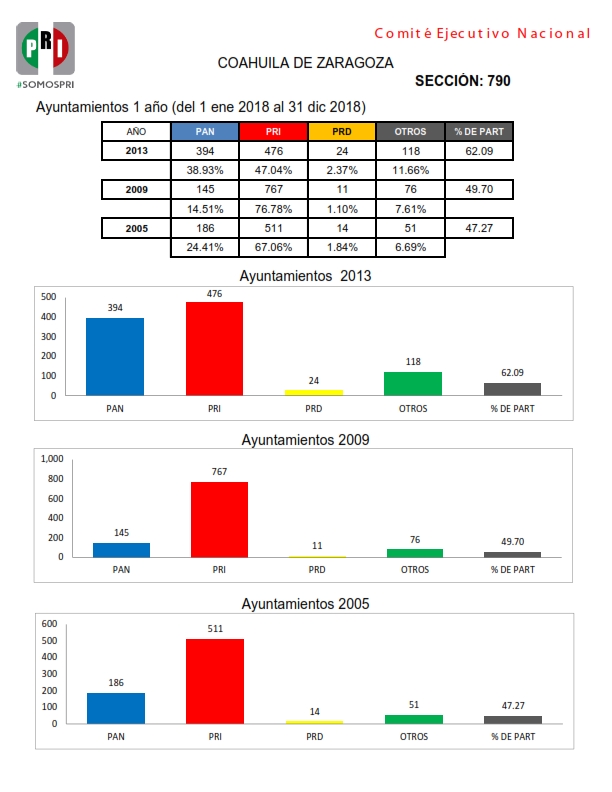 Comité Ejecutivo Nacional
PRI
#SOMOSPRI
COAHUILA DE ZARAGOZA
SECCIÓN: 790
Ayuntamientos 1 año (del 1 ene 2018 al 31 dic 2018)
AÑO PAN PRI PRD OTROS % DE PART
2013 394 476 24 118 62.09
38.93% 47.04% 2.37% 11.66%
2009 145 767 11 76 49.70
14.51% 76.78% 1.10% 7.61%
2005 186 511 14 51 47.27
24.41% 67.06% 1.84% 6.69%
Ayuntamientos 2013
500
400
300
200
100
0
394 476 24 118 62.09
PAN PRI PRD OTROS % DE PART
Ayuntamientos 2009
1,000
800
600
400
200
0
145 767 11 76 49.70
PAN PRI PRD OTROS % DE PART
Ayuntamientos 2005
600
500
400
300
200
100
0
186 511 14 51 47.27
PAN PRI PRD OTROS % DE PART